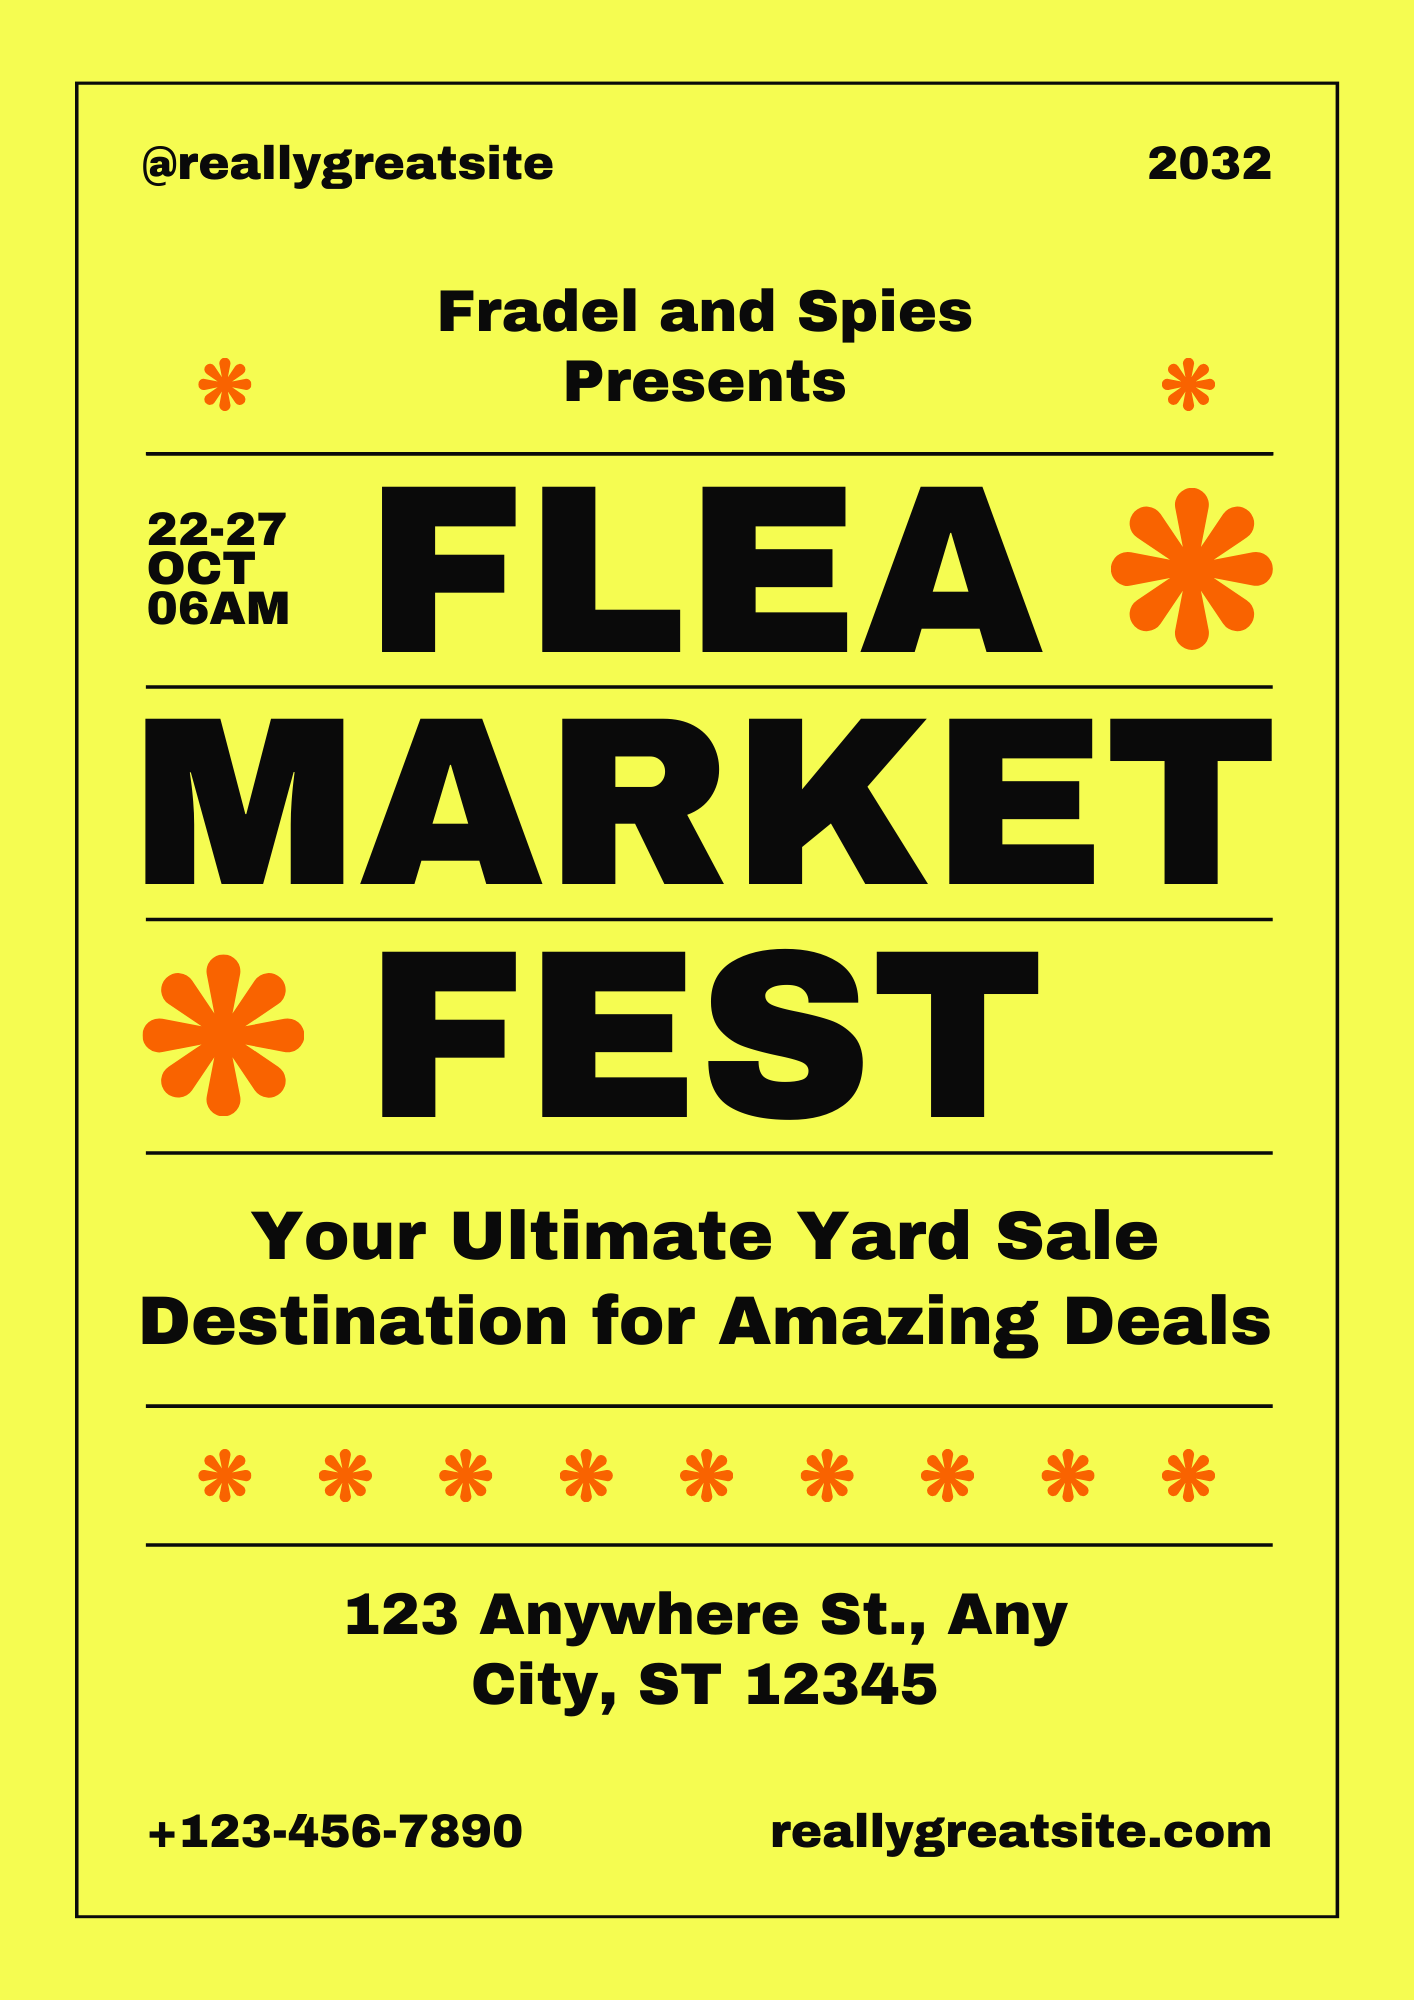 @reallygreatsite
2032
Fradel and Spies
Presents
22-27
OCT
06AM
FLEA
MARKET
FEST
Your Ultimate Yard Sale
Destination for Amazing Deals
123 Anywhere St., Any
City, ST 12345
+123-456-7890
reallygreatsite.com